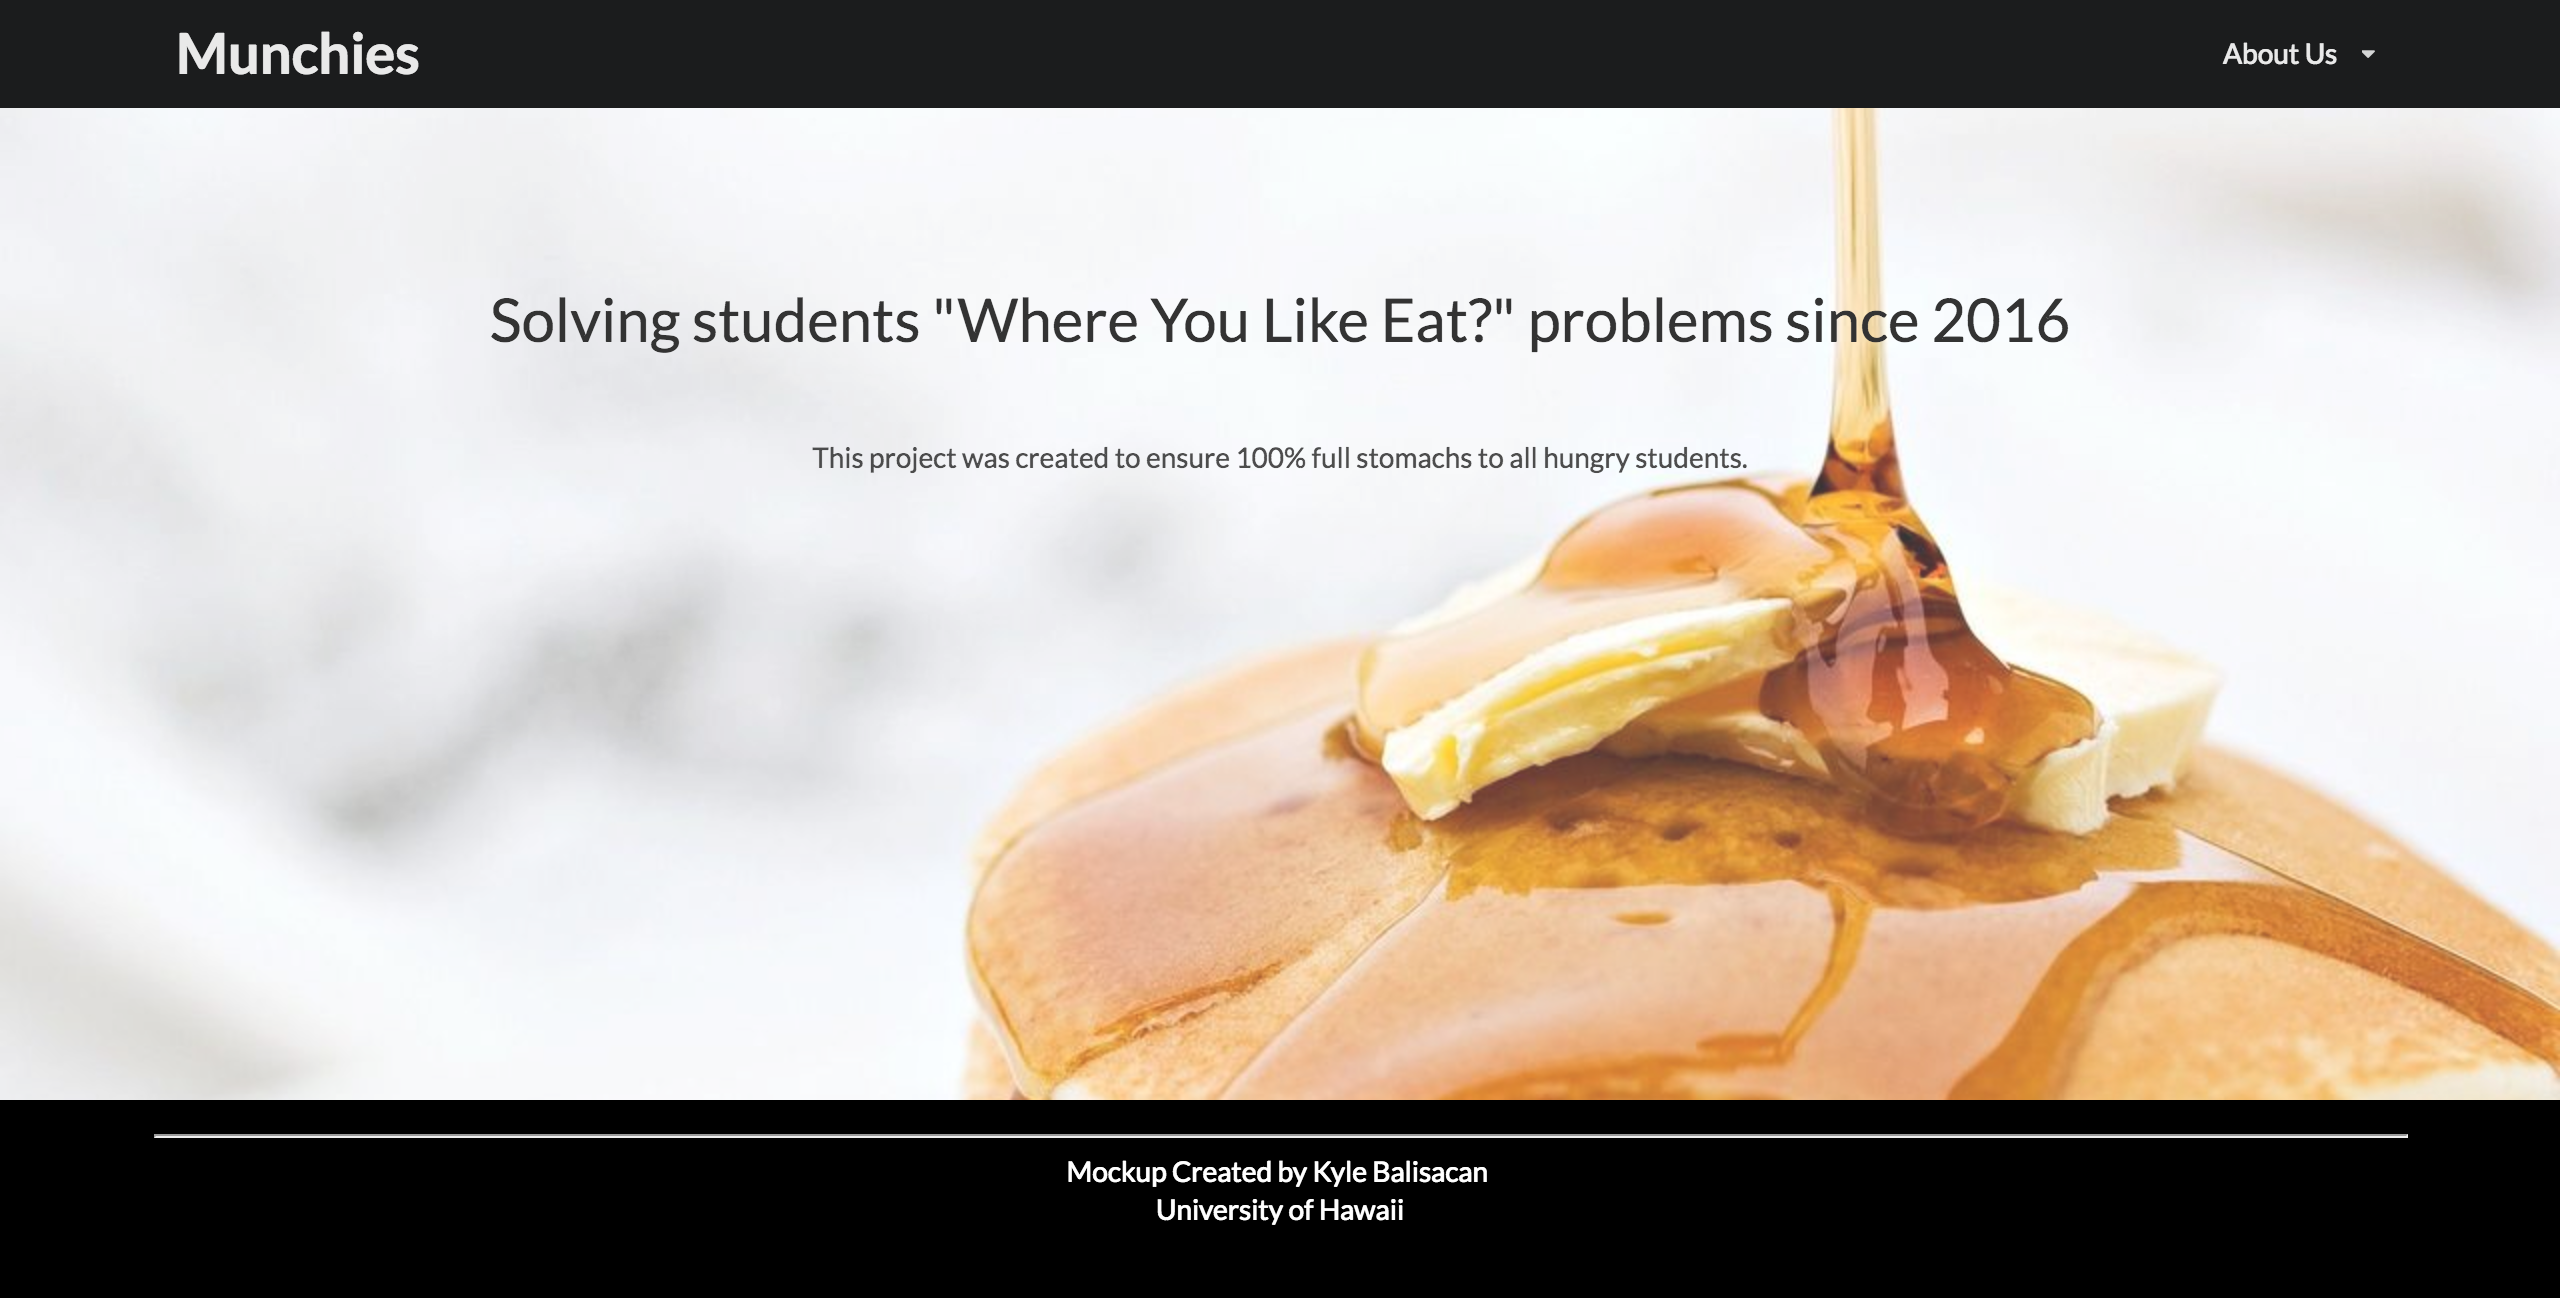 Munchies
About Us
Solving students "Where You Like Eat?" problems since 2016
This project was created to ensure 100% full stomachs to all hungry students.
Mockup Created by Kyle Balisacan
University of Hawaii